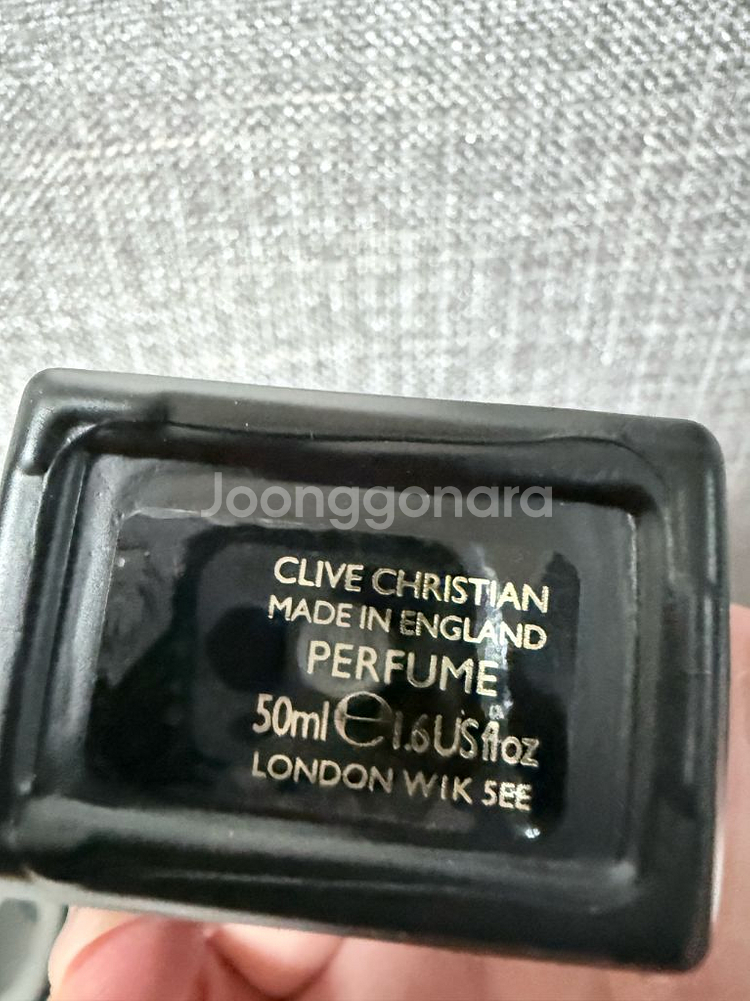 Joonggonara
CLIVE CHRISTIAN
MADE IN ENGLAND
PERFUME
50ml ℮ 1.6 US fl oz
LONDON W1K 5EE